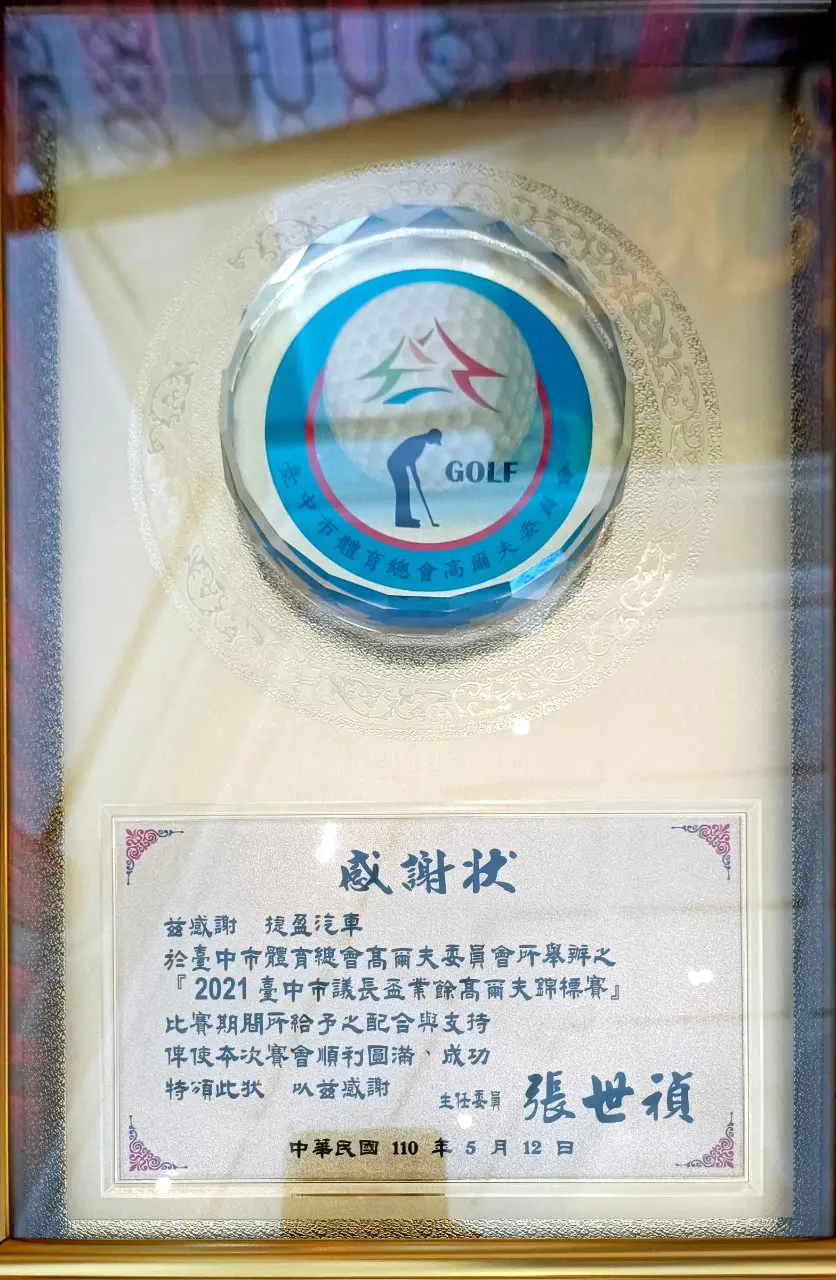 GOLF
臺中市體育總會高爾夫委員會
感謝狀
茲感謝 捷盈汽車
於臺中市體育總會高爾夫委員會所舉辦之
『2021臺中市議長盃業餘高爾夫錦標賽』
比賽期間所給予之配合與支持
俾使本次賽會順利圓滿、成功
特頒此狀 以茲感謝
主任委員 張世禎
中華民國 110 年 5 月 12 日